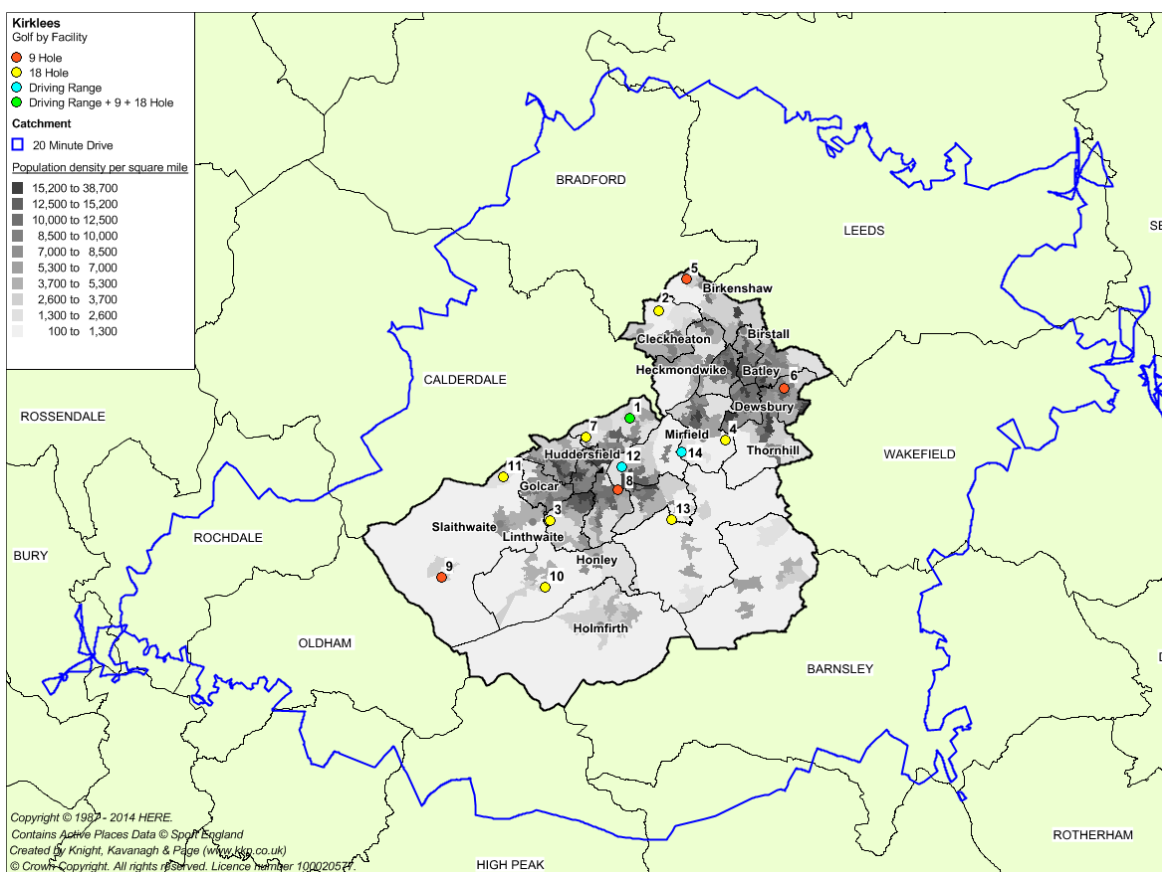 Kirklees
Golf by Facility
9 Hole
18 Hole
Driving Range
Driving Range + 9 + 18 Hole
Catchment
20 Minute Drive
Population density per square mile
15,200 to 38,700
12,500 to 15,200
10,000 to 12,500
8,500 to 10,000
7,000 to 8,500
5,300 to 7,000
3,700 to 5,300
2,600 to 3,700
1,300 to 2,600
100 to 1,300
BRADFORD
LEEDS
SE
5
Birkenshaw
2
Birstall
Cleckheaton
Heckmondwike
Batley
6
CALDERDALE
ROSSENDALE
Dewsbury
1
7
Mirfield
4
Thornhill
WAKEFIELD
Huddersfield
12
14
11
Golcar
8
3
13
Slaithwaite
Linthwaite
ROCHDALE
BURY
Honley
9
10
Holmfirth
OLDHAM
BARNSLEY
D
ROTHERHAM
HIGH PEAK
Copyright © 1987 - 2014 HERE.
Contains Active Places Data © Sport England
Created by Knight, Kavanagh & Page (www.kkp.co.uk)
© Crown Copyright. All rights reserved. Licence number 100020577.